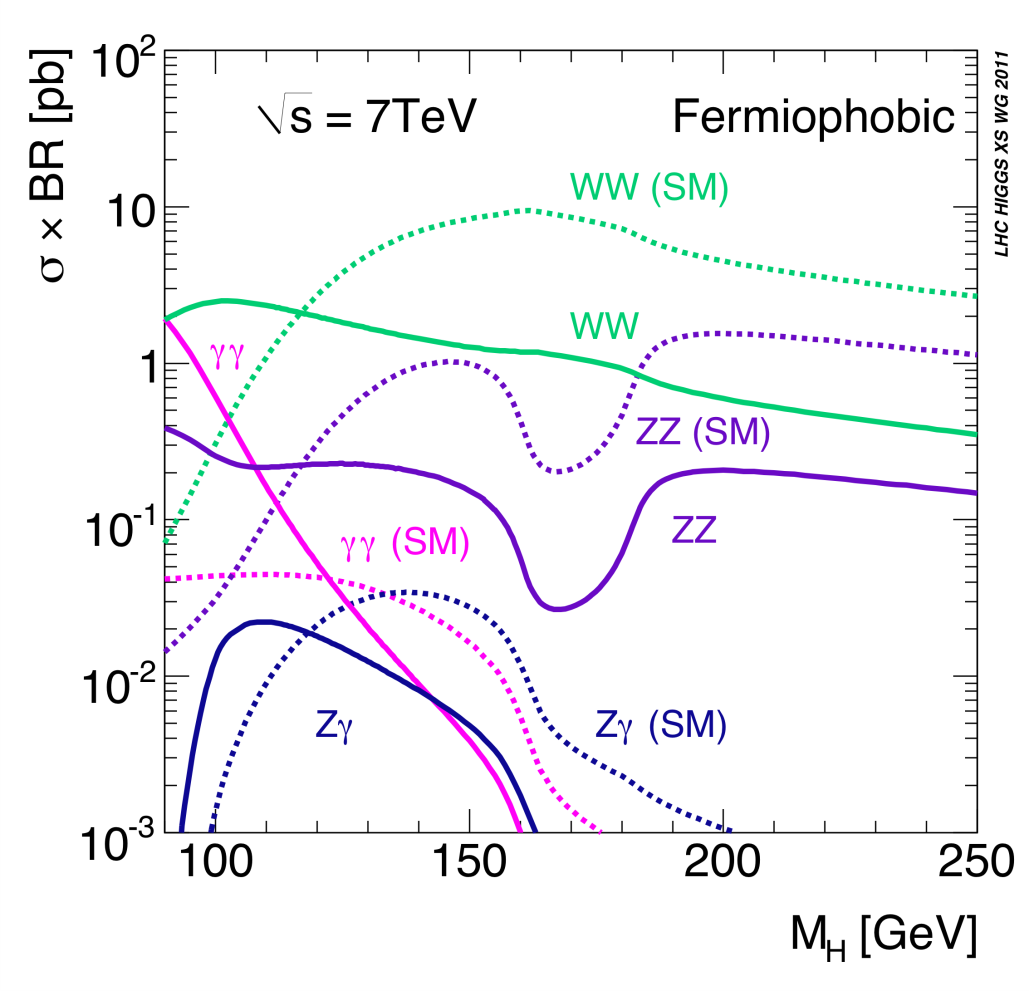 σ × BR [pb]
10²
10
1
10⁻¹
10⁻²
10⁻³
√s = 7TeV
Fermiophobic
LHC HIGGS XS WG 2011
WW (SM)
WW
γγ
ZZ (SM)
ZZ
γγ (SM)
Zγ
Zγ (SM)
100 150 200 250
M_H [GeV]